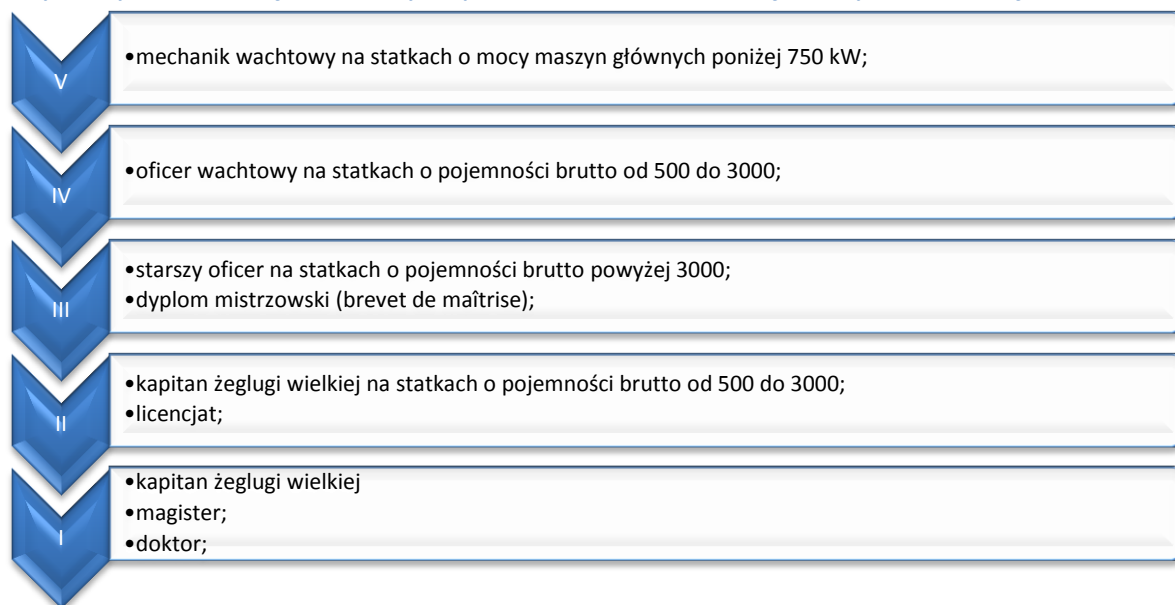 V
•mechanik wachtowy na statkach o mocy maszyn głównych poniżej 750 kW;
IV
•oficer wachtowy na statkach o pojemności brutto od 500 do 3000;
III
•starszy oficer na statkach o pojemności brutto powyżej 3000;
•dyplom mistrzowski (brevet de maîtrise);
II
•kapitan żeglugi wielkiej na statkach o pojemności brutto od 500 do 3000;
•licencjat;
I
•kapitan żeglugi wielkiej
•magister;
•doktor;